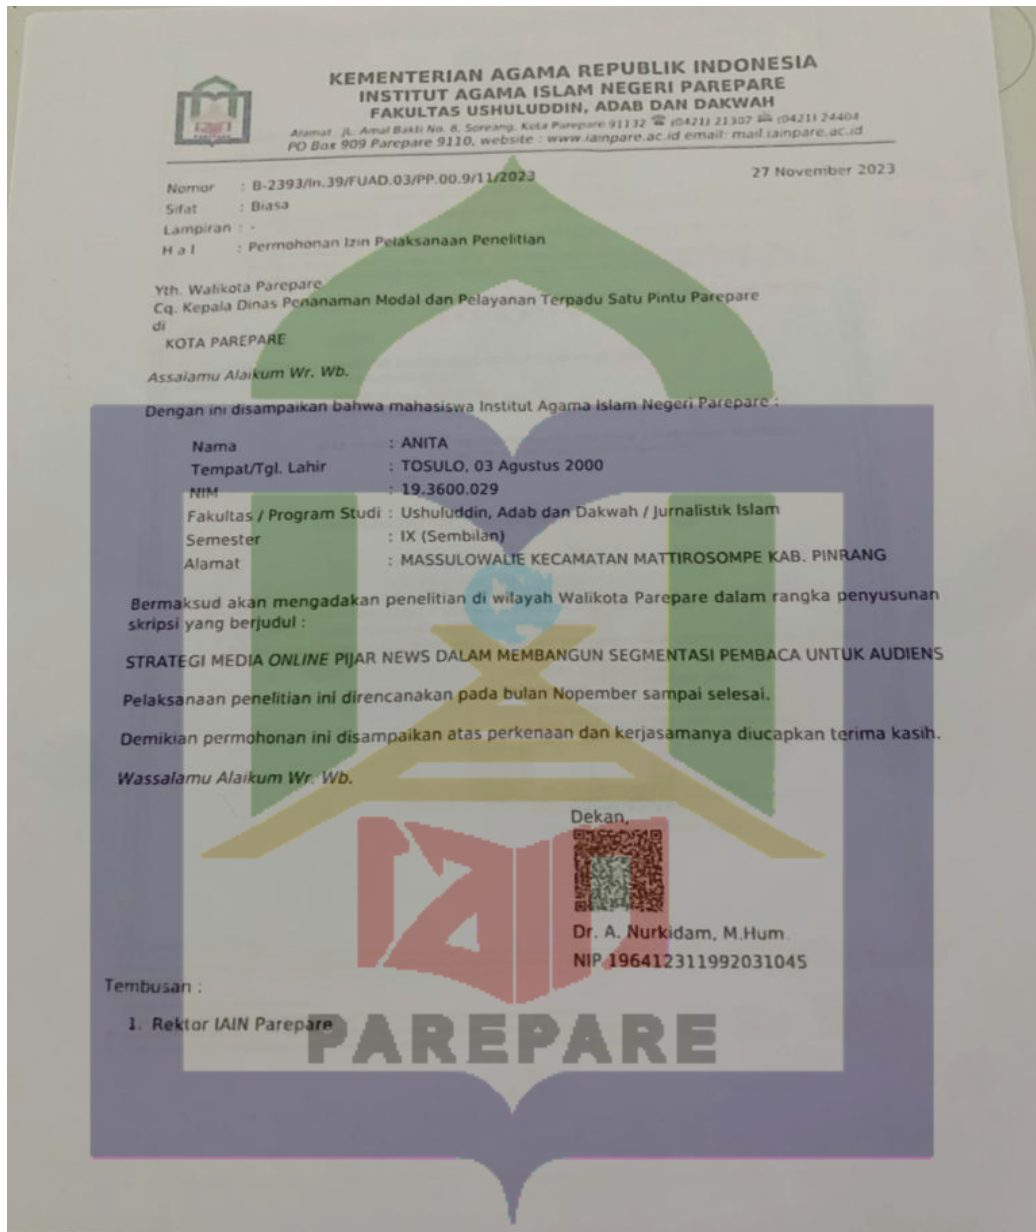 KEMENTERIAN AGAMA REPUBLIK INDONESIA
INSTITUT AGAMA ISLAM NEGERI PAREPARE
FAKULTAS USHULUDDIN, ADAB DAN DAKWAH
Alamat : JL. Amal Bakti No. 8, Soreang, Kota Parepare 91132 ☎ (0421) 21307 (0421) 24404
PO Box 909 Parepare 9110, website : www.iainpare.ac.id email: mail.iainpare.ac.id
27 November 2023
Nomor : B-2393/In.39/FUAD.03/PP.00.9/11/2023
Sifat : Biasa
Lampiran : -
H a l : Permohonan Izin Pelaksanaan Penelitian
Yth. Walikota Parepare
Cq. Kepala Dinas Penanaman Modal dan Pelayanan Terpadu Satu Pintu Parepare
di
KOTA PAREPARE
Assalamu Alaikum Wr. Wb.
Dengan ini disampaikan bahwa mahasiswa Institut Agama Islam Negeri Parepare :
Nama : ANITA
Tempat/Tgl. Lahir : TOSULO, 03 Agustus 2000
NIM : 19.3600.029
Fakultas / Program Studi : Ushuluddin, Adab dan Dakwah / Jurnalistik Islam
Semester : IX (Sembilan)
Alamat : MASSULOWALIE KECAMATAN MATTIROSOMPE KAB. PINRANG
Bermaksud akan mengadakan penelitian di wilayah Walikota Parepare dalam rangka penyusunan
skripsi yang berjudul :
STRATEGI MEDIA ONLINE PIJAR NEWS DALAM MEMBANGUN SEGMENTASI PEMBACA UNTUK AUDIENS
Pelaksanaan penelitian ini direncanakan pada bulan Nopember sampai selesai.
Demikian permohonan ini disampaikan atas perkenaan dan kerjasamanya diucapkan terima kasih.
Wassalamu Alaikum Wr. Wb.
Dekan,
Dr. A. Nurkidam, M.Hum.
NIP 196412311992031045
Tembusan :
1. Rektor IAIN Parepare
IAIN
PAREPARE